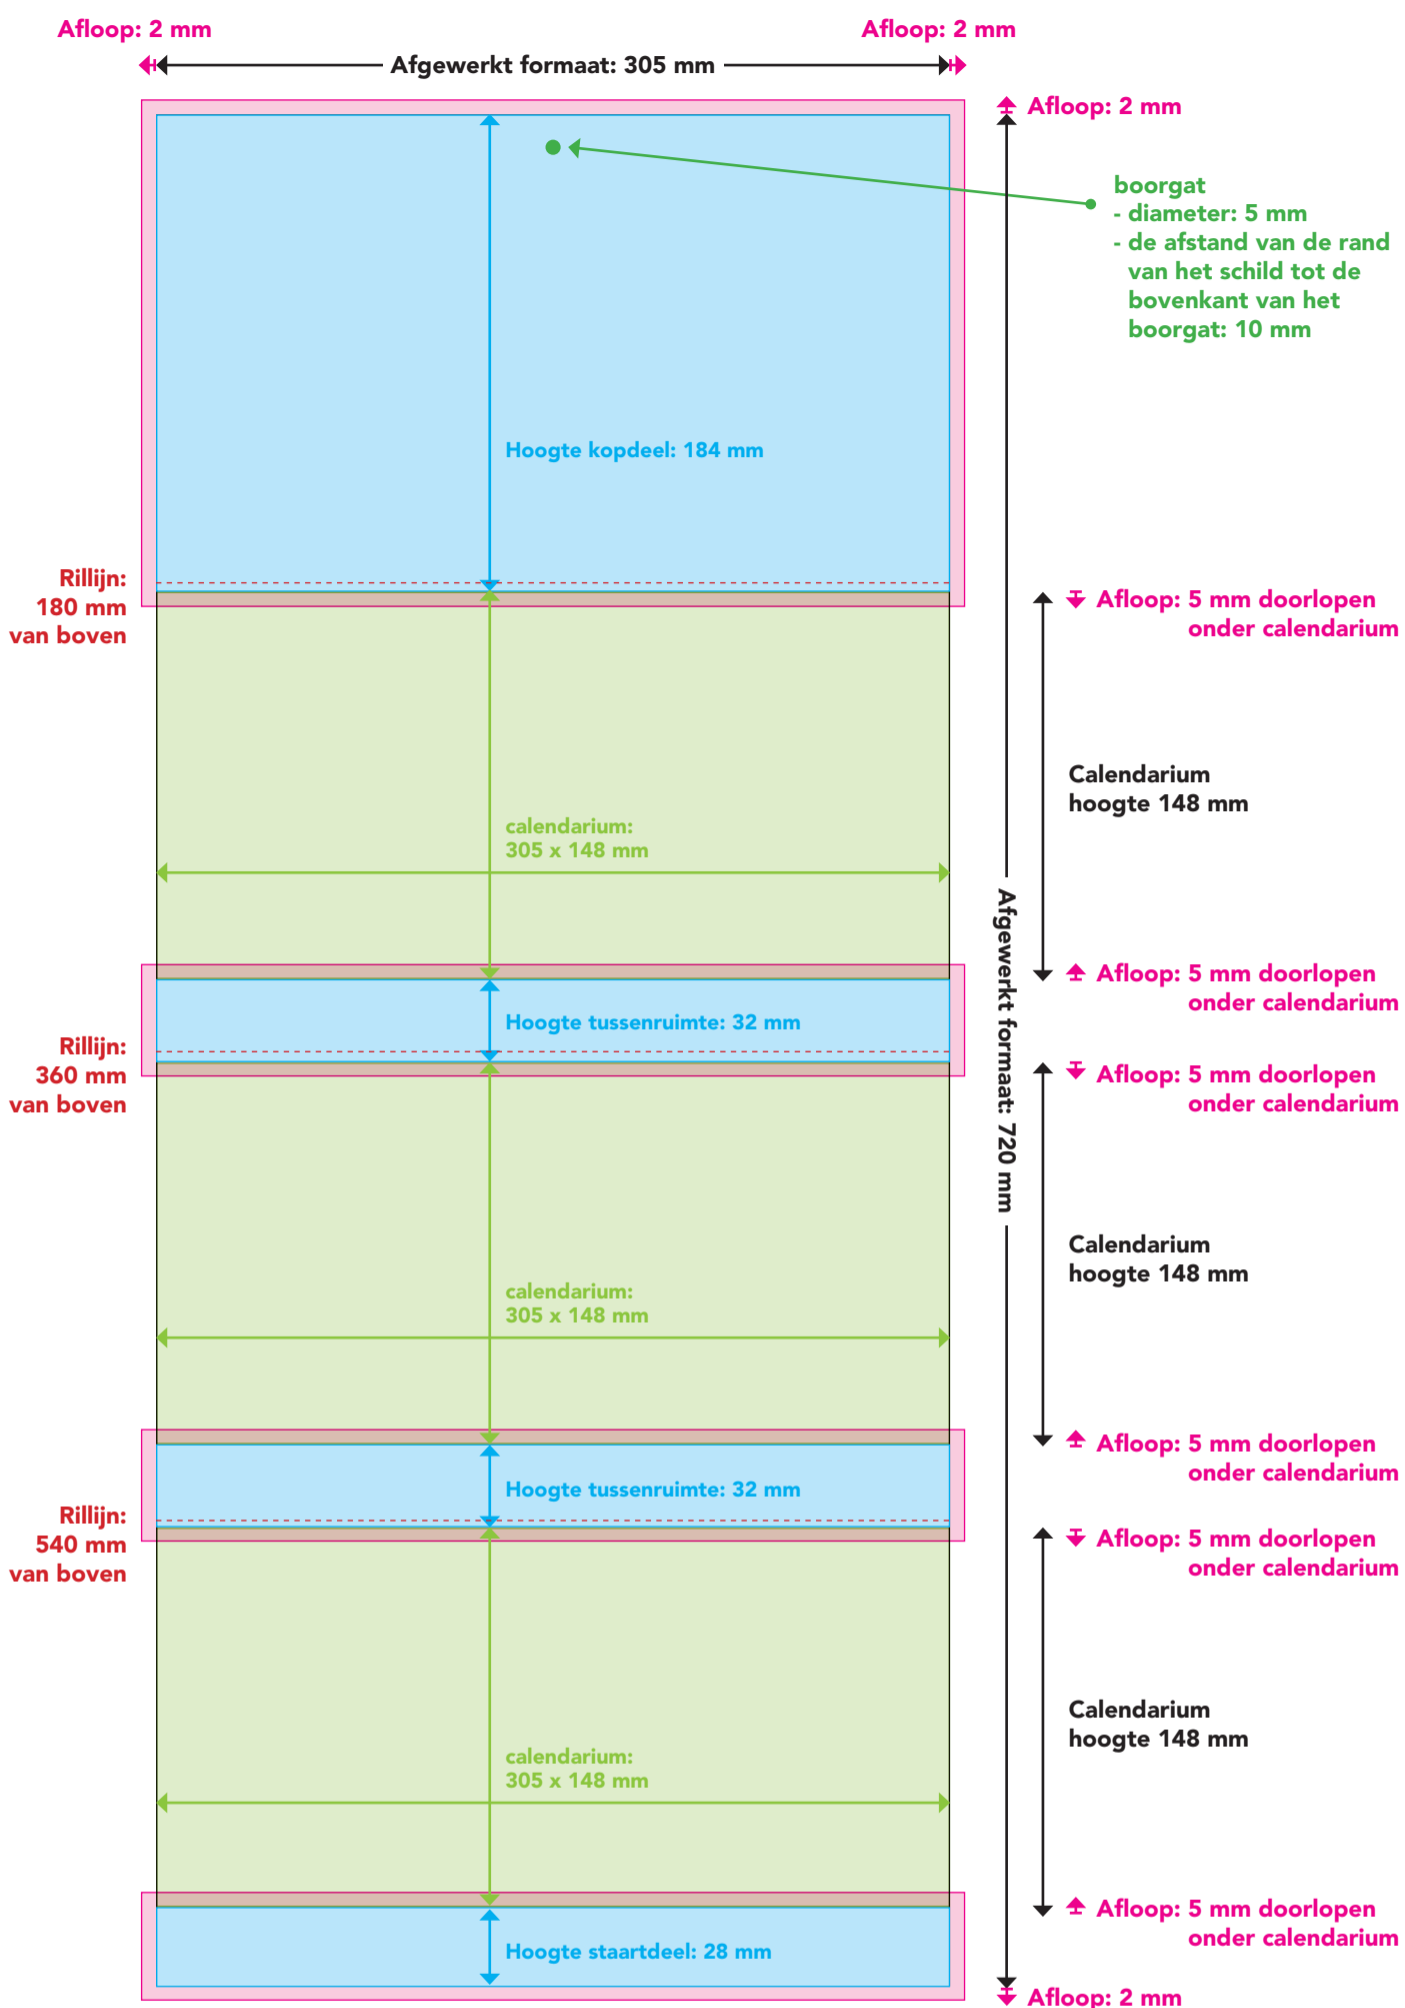 Afloop: 2 mm
Afloop: 2 mm
Afgewerkt formaat: 305 mm
Afloop: 2 mm
boorgat
- diameter: 5 mm
- de afstand van de rand
van het schild tot de
bovenkant van het
boorgat: 10 mm
Hoogte kopdeel: 184 mm
Rillijn:
180 mm
van boven
Afloop: 5 mm doorlopen
onder calendarium
Calendarium
hoogte 148 mm
calendarium:
305 x 148 mm
Afgewerkt formaat: 720 mm
Afloop: 5 mm doorlopen
onder calendarium
Hoogte tussenruimte: 32 mm
Rillijn:
360 mm
van boven
Afloop: 5 mm doorlopen
onder calendarium
Calendarium
hoogte 148 mm
calendarium:
305 x 148 mm
Afloop: 5 mm doorlopen
onder calendarium
Hoogte tussenruimte: 32 mm
Rillijn:
540 mm
van boven
Afloop: 5 mm doorlopen
onder calendarium
Calendarium
hoogte 148 mm
calendarium:
305 x 148 mm
Afloop: 5 mm doorlopen
onder calendarium
Hoogte staartdeel: 28 mm
Afloop: 2 mm